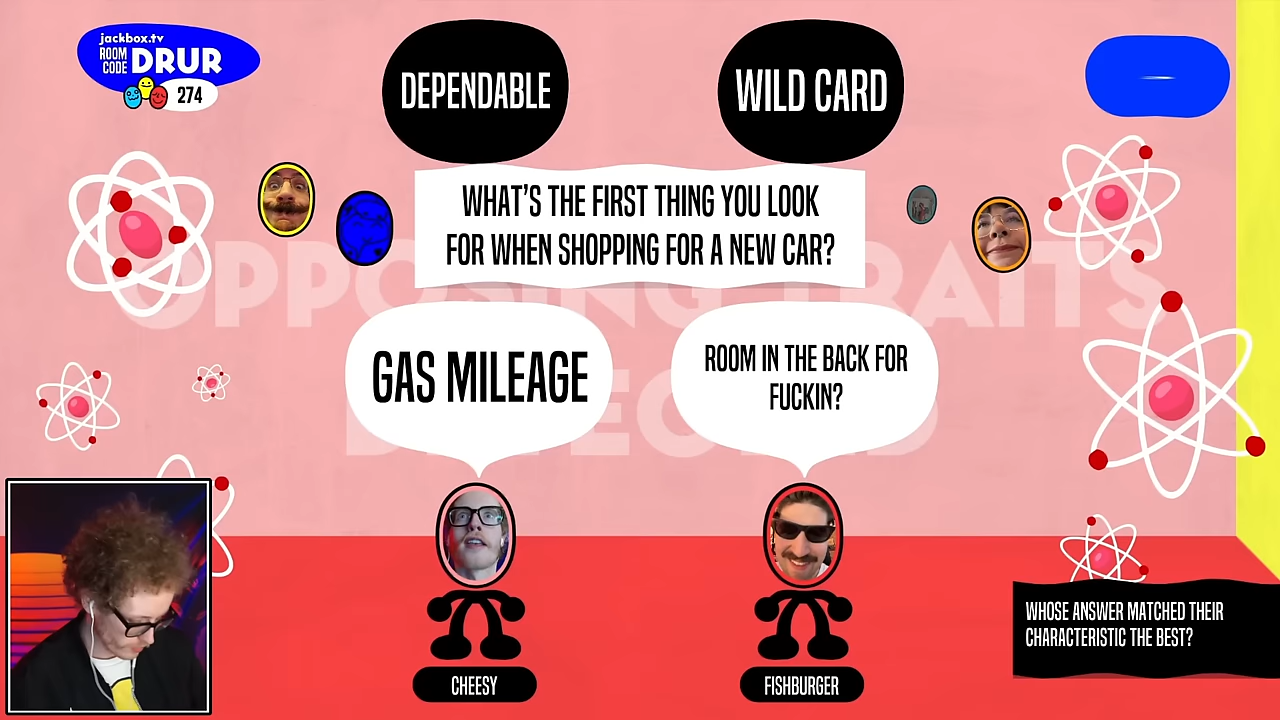 jackbox.tv
ROOM CODE DRUR
274
DEPENDABLE
WILD CARD
WHAT'S THE FIRST THING YOU LOOK
FOR WHEN SHOPPING FOR A NEW CAR?
OPPOSING TRAITS
GAS MILEAGE
ROOM IN THE BACK FOR
FUCKIN?
CHEESY
FISHBURGER
WHOSE ANSWER MATCHED THEIR
CHARACTERISTIC THE BEST?